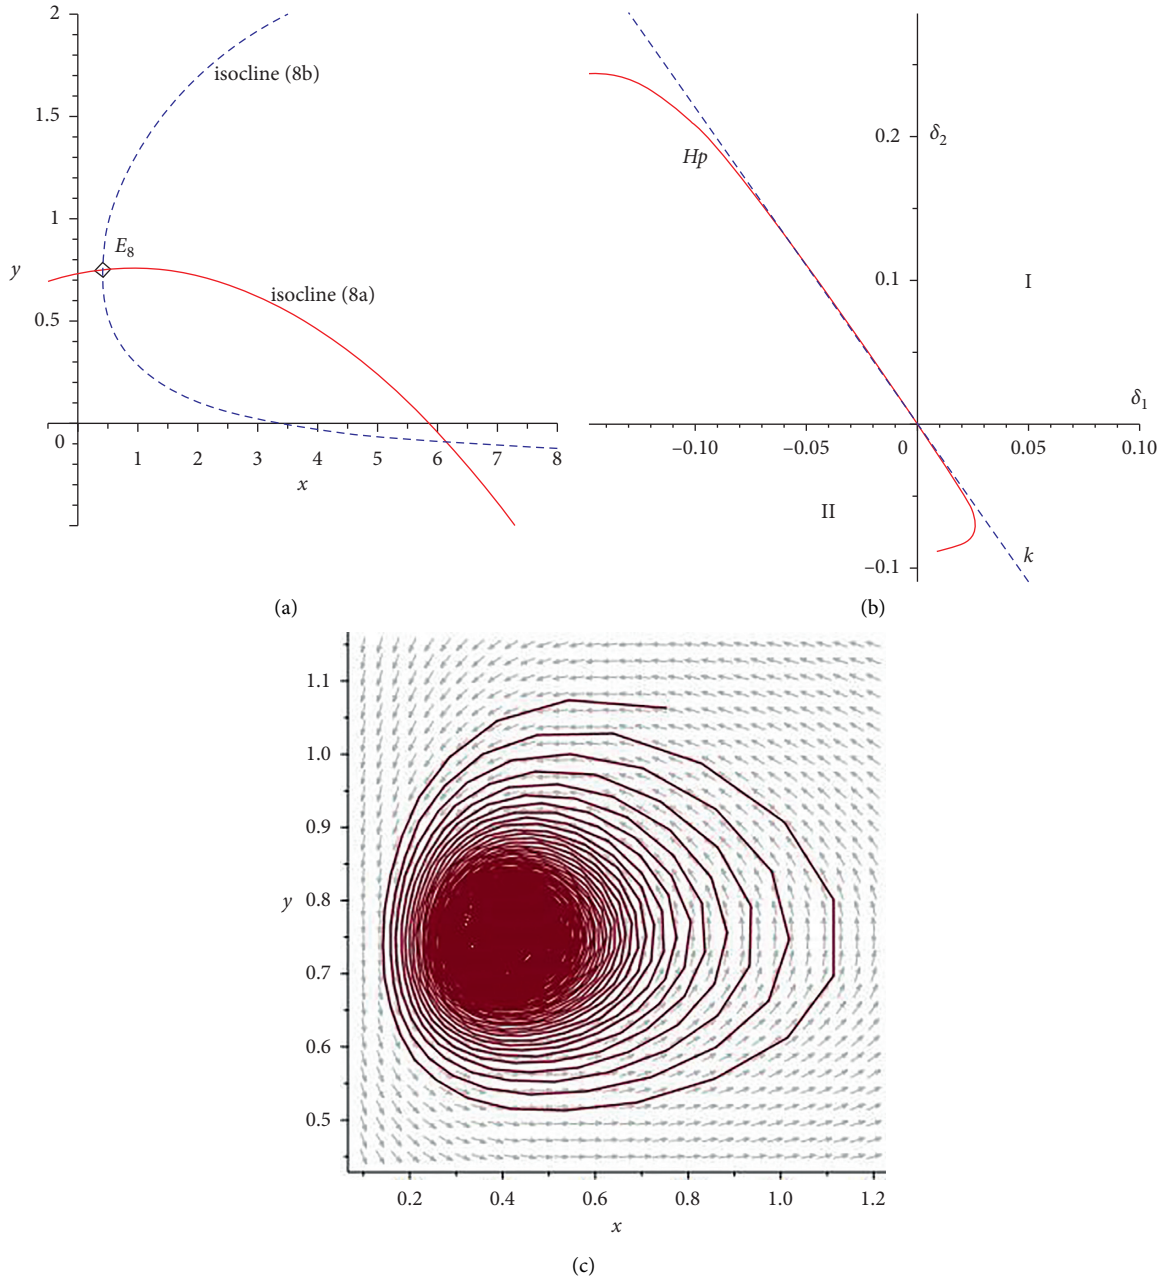 2
isocline (8b)
1.5
1
E8
y
isocline (8a)
0.5
0
1 2 3 4 5 6 7 8
x
(a)
0.2
δ2
Hp
0.1
I
δ1
−0.10 −0.05 0 0.05 0.10
II
k
−0.1
(b)
1.1
1.0
0.9
0.8
y
0.7
0.6
0.5
0.2 0.4 0.6 0.8 1.0 1.2
x
(c)